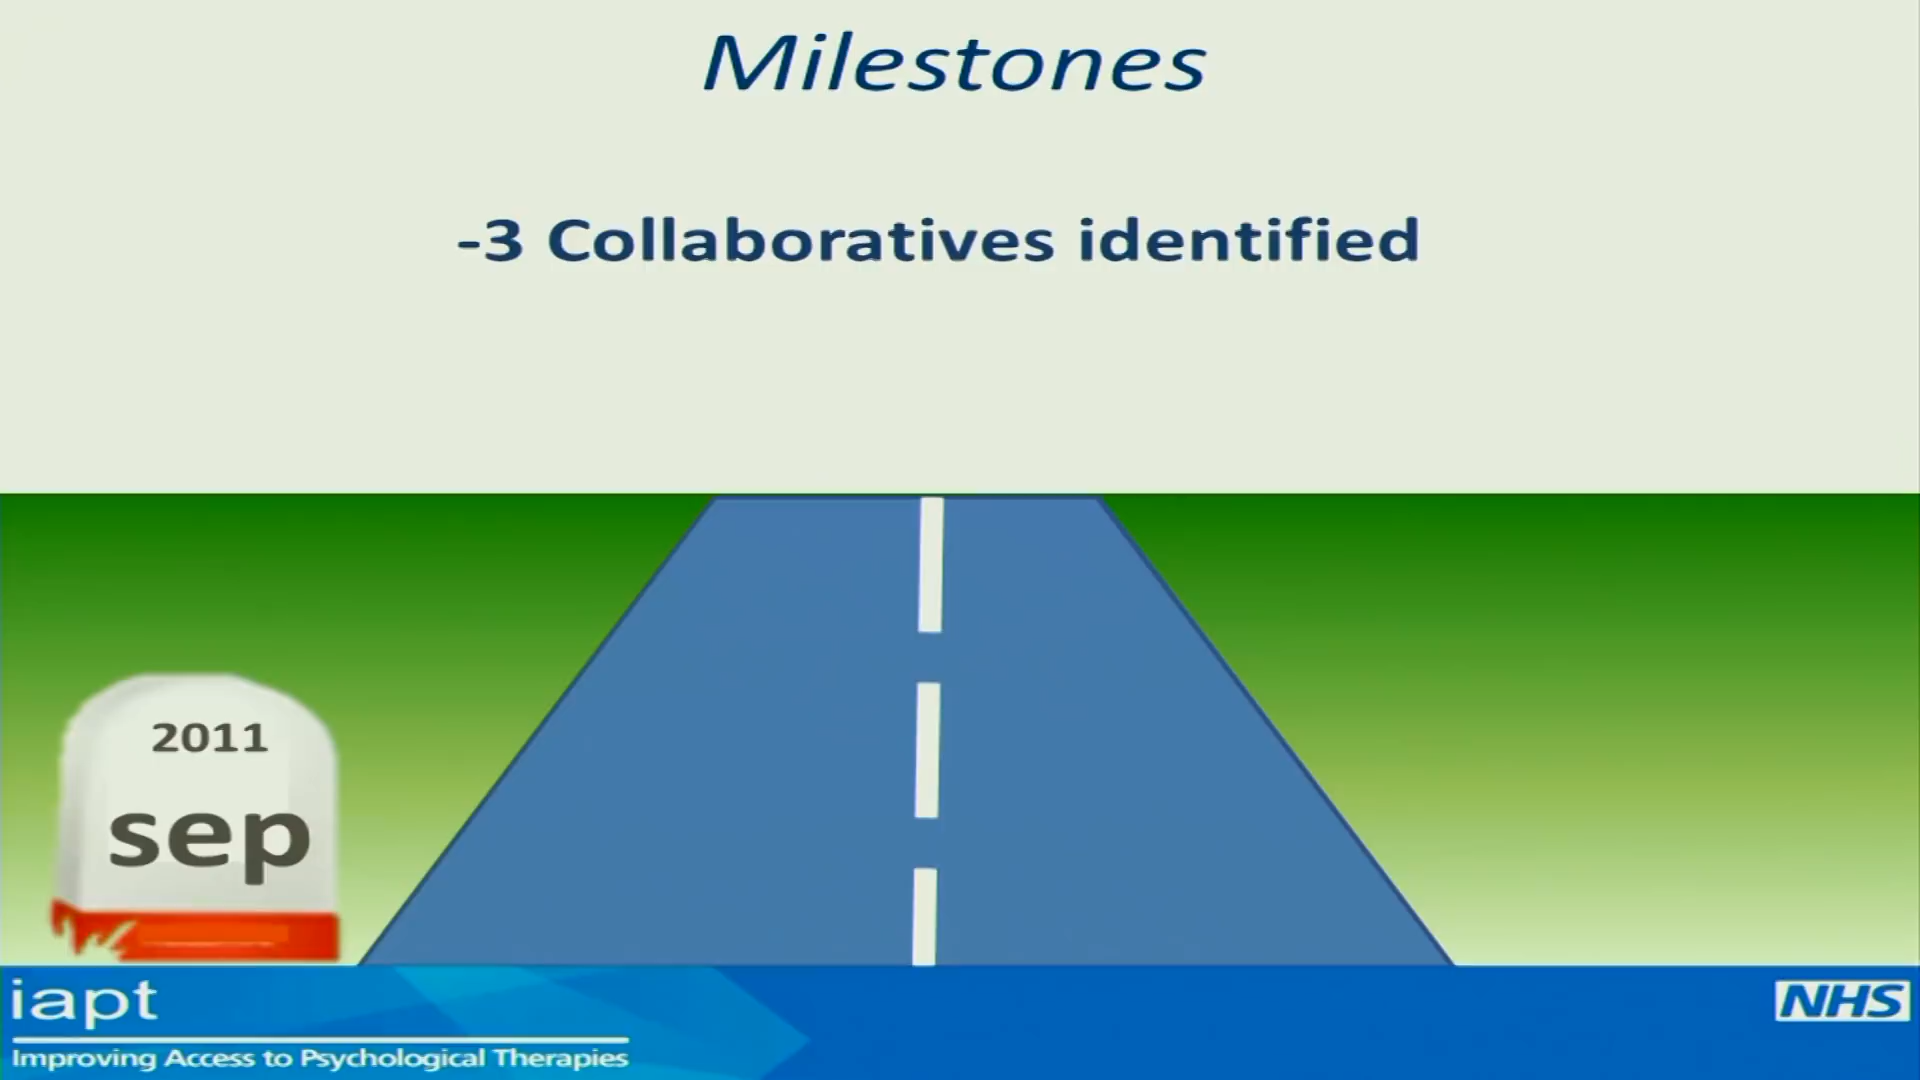 Milestones
-3 Collaboratives identified
2011
sep
iapt
Improving Access to Psychological Therapies
NHS